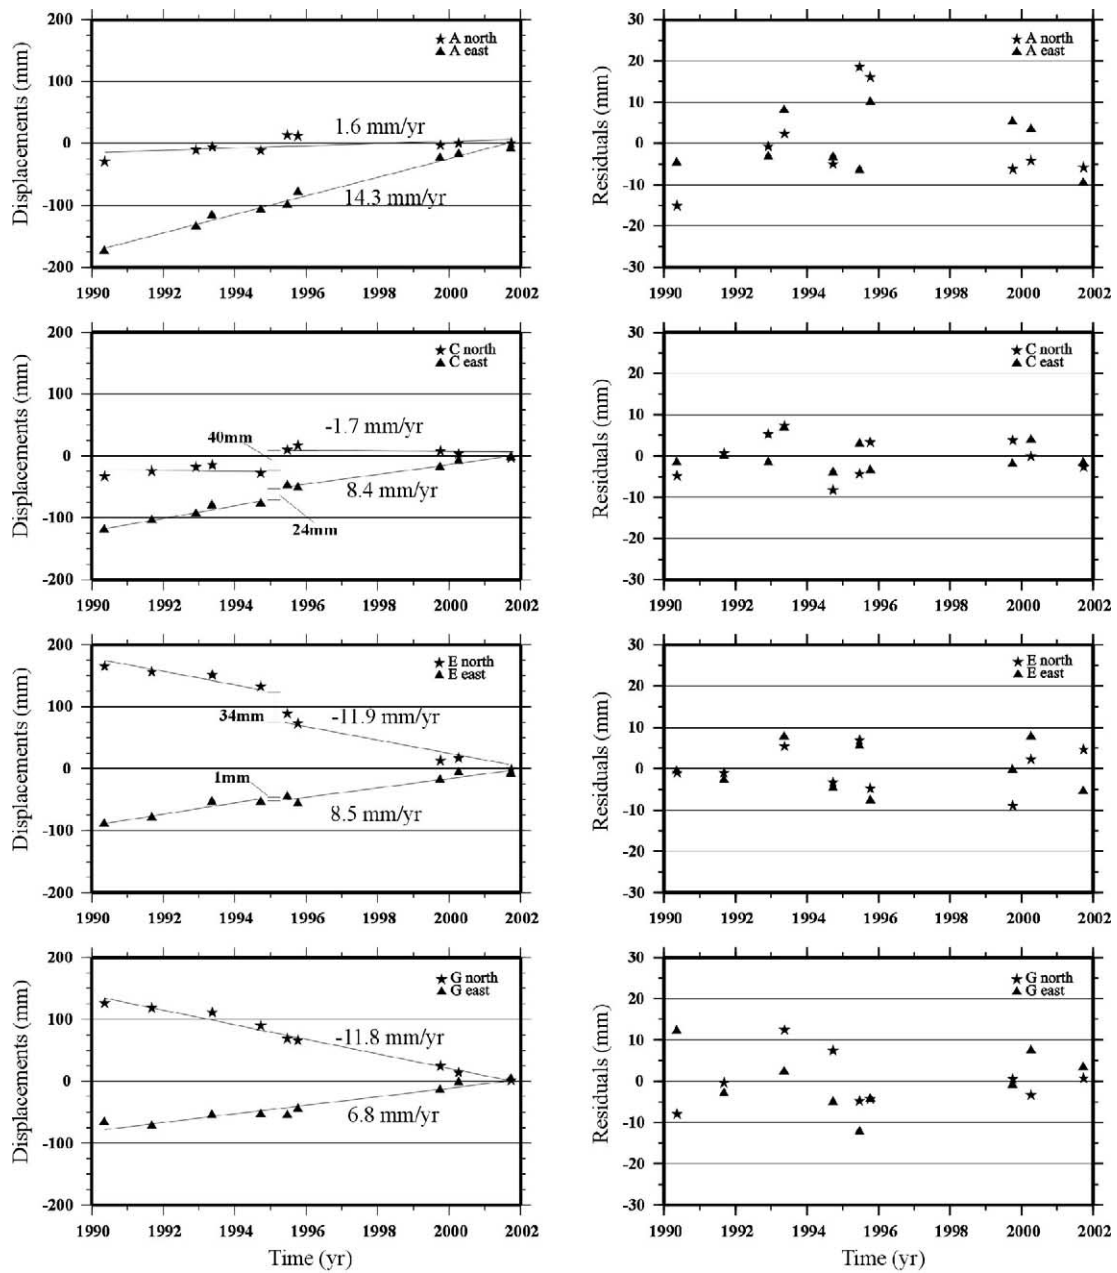 Displacements (mm)
200
100
0
-100
-200
★ A north
▲ A east
1.6 mm/yr
14.3 mm/yr
1990 1992 1994 1996 1998 2000 2002
Residuals (mm)
30
20
10
0
-10
-20
-30
★ A north
▲ A east
1990 1992 1994 1996 1998 2000 2002
Displacements (mm)
200
100
0
-100
-200
★ C north
▲ C east
-1.7 mm/yr
40mm
8.4 mm/yr
24mm
1990 1992 1994 1996 1998 2000 2002
Residuals (mm)
30
20
10
0
-10
-20
-30
★ C north
▲ C east
1990 1992 1994 1996 1998 2000 2002
Displacements (mm)
200
100
0
-100
-200
★ E north
▲ E east
34mm
-11.9 mm/yr
1mm
8.5 mm/yr
1990 1992 1994 1996 1998 2000 2002
Residuals (mm)
30
20
10
0
-10
-20
-30
★ E north
▲ E east
1990 1992 1994 1996 1998 2000 2002
Displacements (mm)
200
100
0
-100
-200
★ G north
▲ G east
-11.8 mm/yr
6.8 mm/yr
1990 1992 1994 1996 1998 2000 2002
Time (yr)
Residuals (mm)
30
20
10
0
-10
-20
-30
★ G north
▲ G east
1990 1992 1994 1996 1998 2000 2002
Time (yr)